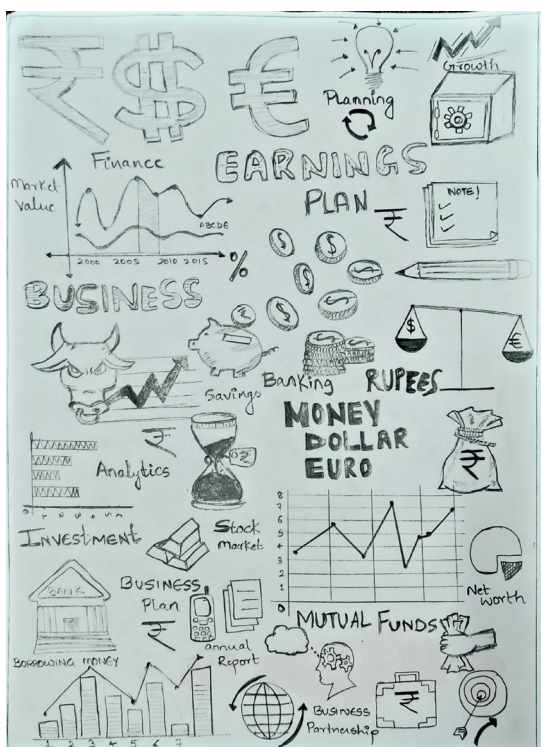 ₹ $ €
Planning
Growth
Finance
EARNINGS
Market
Value
PLAN
₹
NOTE!
ABCDE
2000 2005 2010 2015
%
$
$
$
$
$
$
BUSINESS
₹
$
€
Savings
Banking
RUPEES
₹
Analytics
MONEY
DOLLAR
EURO
₹
INVESTMENT
Stock
market
8
7
6
5
4
3
2
1
0
BANK
BUSINESS
Plan
₹
annual
Report
Net
worth
MUTUAL FUNDS
BORROWING MONEY
1 2 3 4 5 6 7
BUSINESS
Partnership
₹